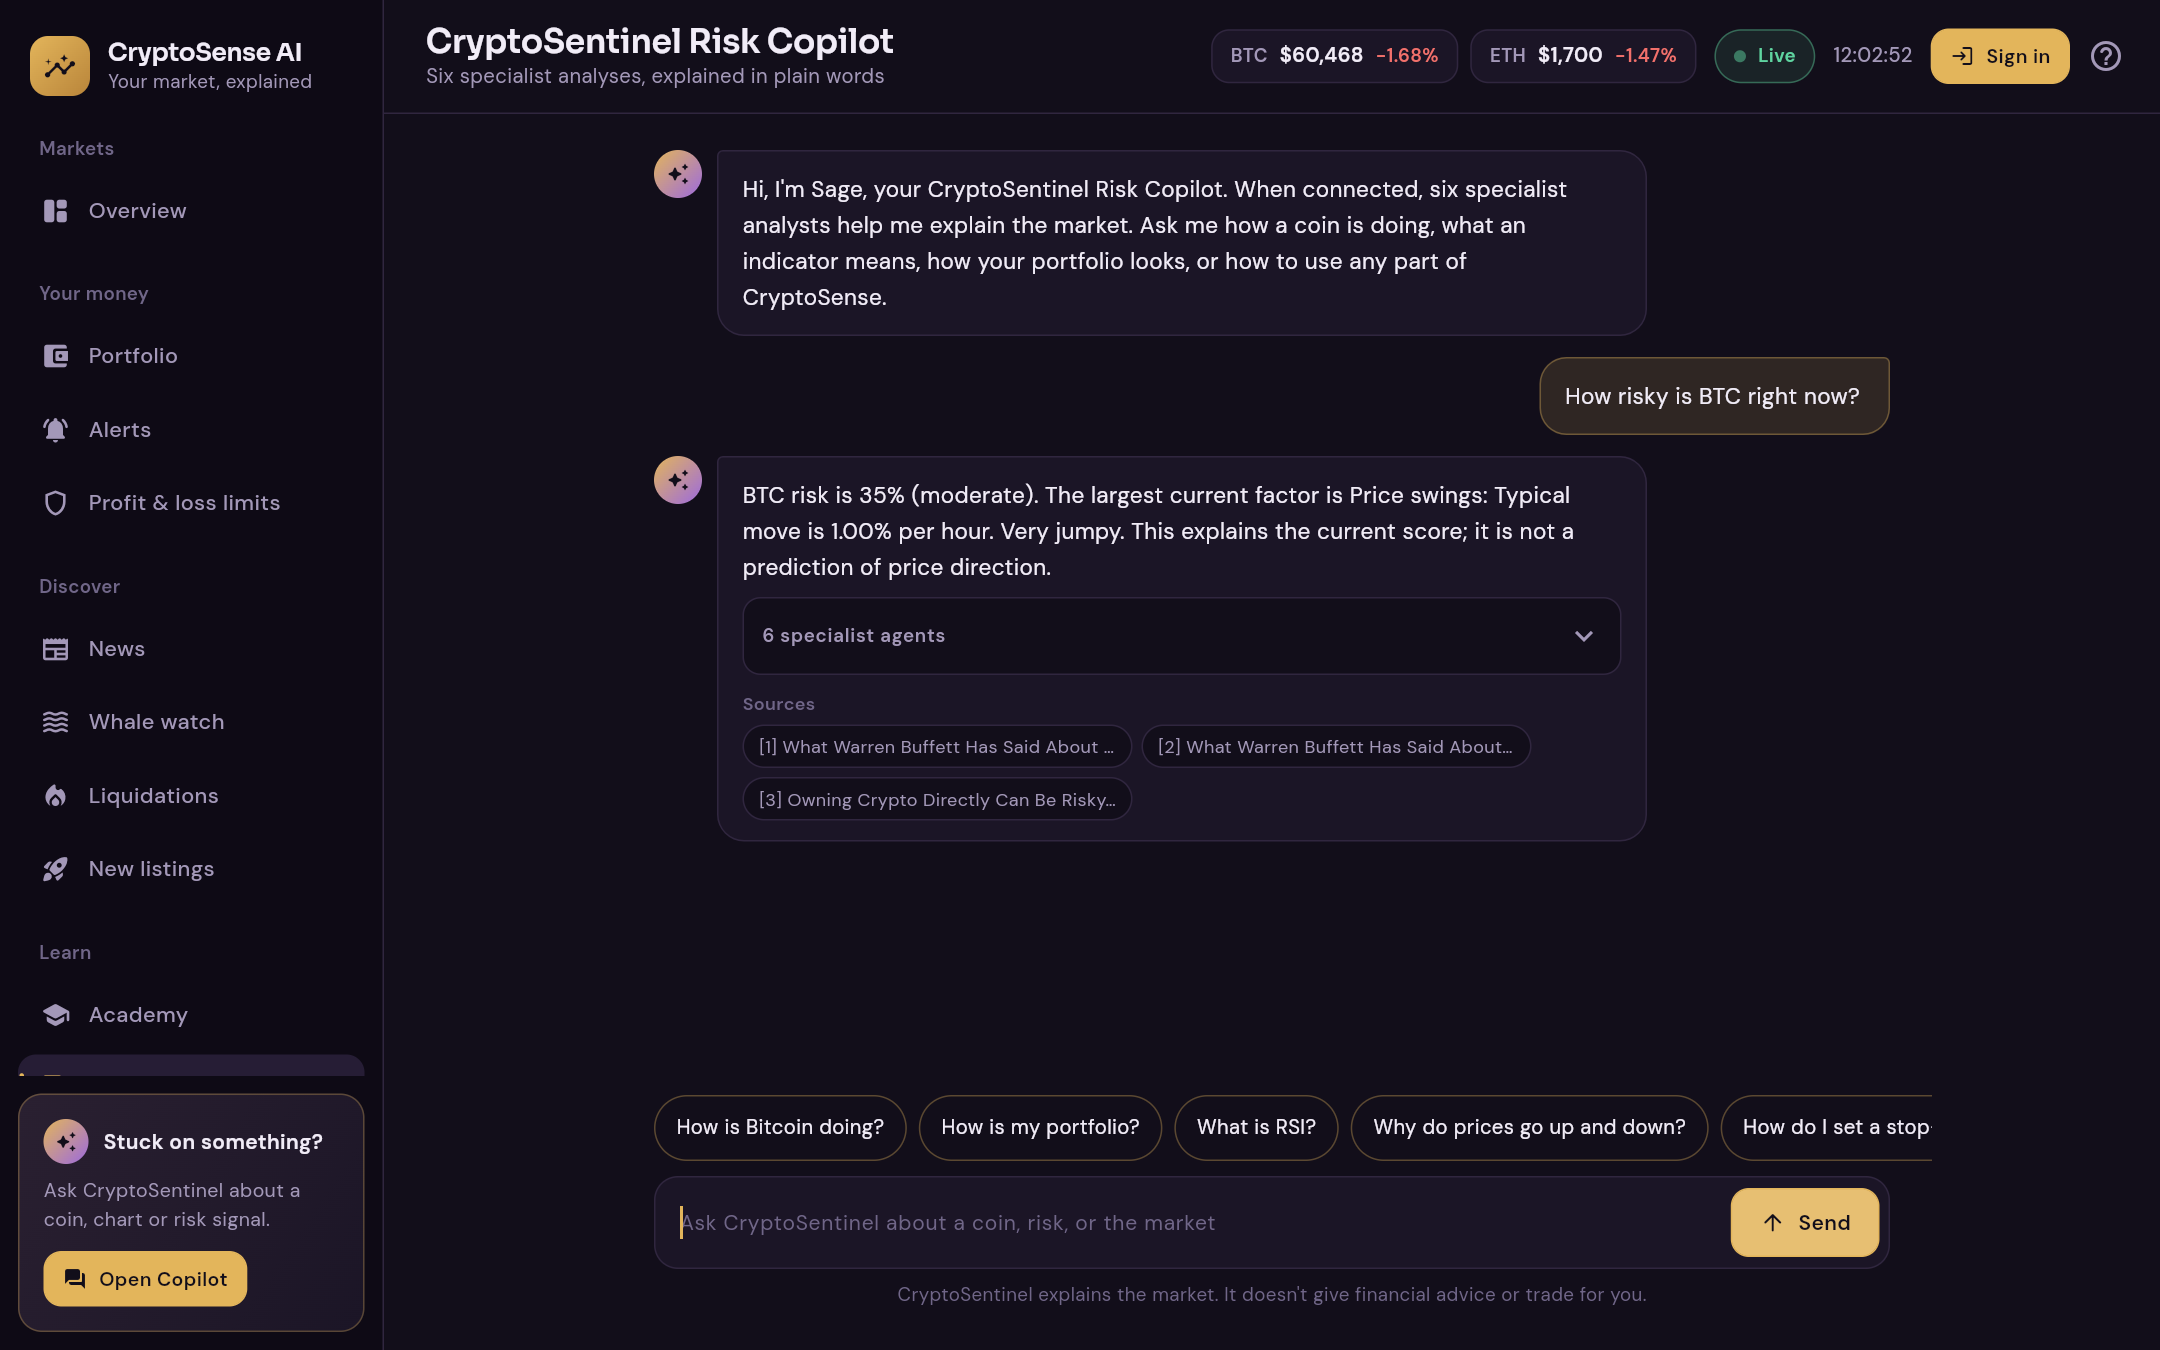 CryptoSense AI
Your market, explained
Markets
Overview
Your money
Portfolio
Alerts
Profit & loss limits
Discover
News
Whale watch
Liquidations
New listings
Learn
Academy
Stuck on something?
Ask CryptoSentinel about a
coin, chart or risk signal.
Open Copilot
CryptoSentinel Risk Copilot
Six specialist analyses, explained in plain words
BTC $60,468 -1.68%
ETH $1,700 -1.47%
Live
12:02:52
Sign in
Hi, I'm Sage, your CryptoSentinel Risk Copilot. When connected, six specialist
analysts help me explain the market. Ask me how a coin is doing, what an
indicator means, how your portfolio looks, or how to use any part of
CryptoSense.
How risky is BTC right now?
BTC risk is 35% (moderate). The largest current factor is Price swings: Typical
move is 1.00% per hour. Very jumpy. This explains the current score; it is not a
prediction of price direction.
6 specialist agents
Sources
[1] What Warren Buffett Has Said About ...
[2] What Warren Buffett Has Said About...
[3] Owning Crypto Directly Can Be Risky...
How is Bitcoin doing?
How is my portfolio?
What is RSI?
Why do prices go up and down?
How do I set a stop-
Ask CryptoSentinel about a coin, risk, or the market
Send
CryptoSentinel explains the market. It doesn't give financial advice or trade for you.